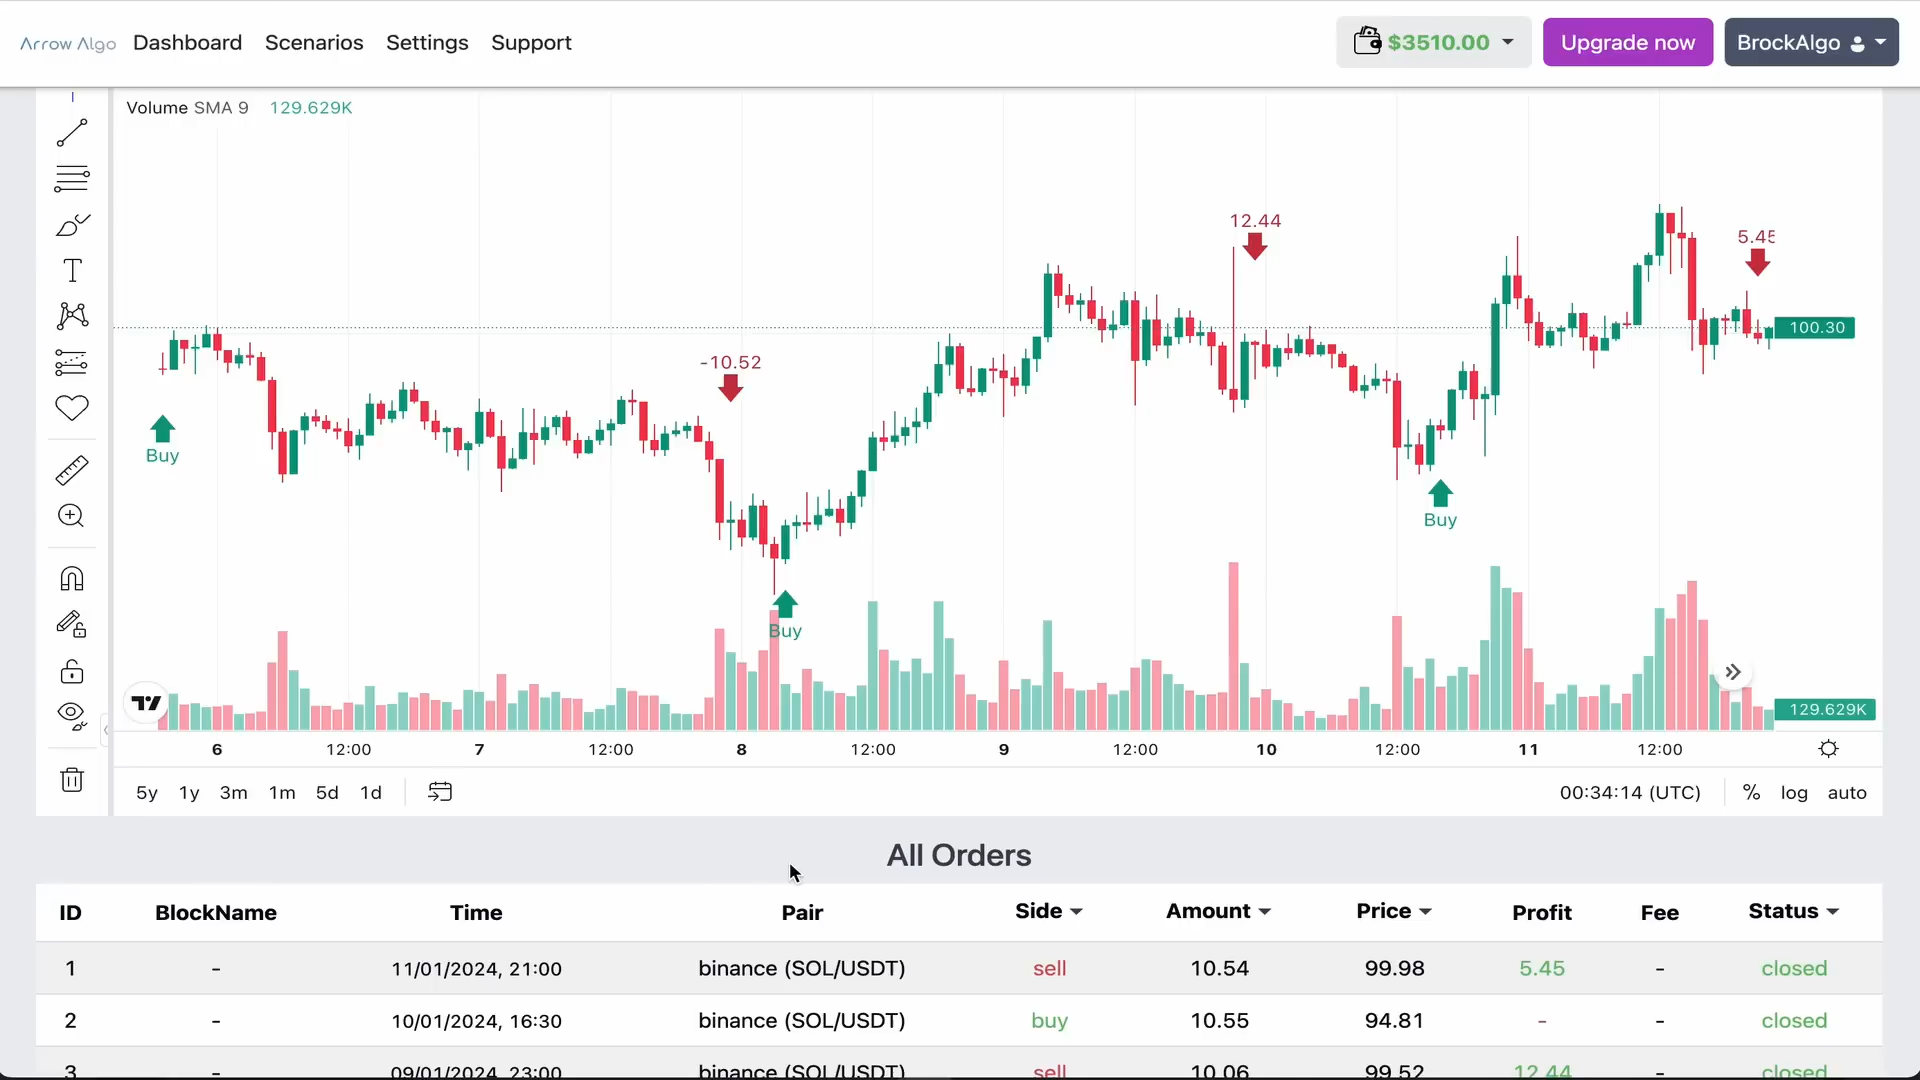 Arrow Algo Dashboard Scenarios Settings Support $3510.00 Upgrade now BrockAlgo
Volume SMA 9 129.629K
12.44
5.45
100.30
-10.52
Buy
Buy
Buy
129.629K
6 12:00 7 12:00 8 12:00 9 12:00 10 12:00 11 12:00
5y 1y 3m 1m 5d 1d 00:34:14 (UTC) % log auto
All Orders
ID BlockName Time Pair Side Amount Price Profit Fee Status
1 - 11/01/2024, 21:00 binance (SOL/USDT) sell 10.54 99.98 5.45 - closed
2 - 10/01/2024, 16:30 binance (SOL/USDT) buy 10.55 94.81 - - closed
3 - 09/01/2024, 23:00 binance (SOL/USDT) sell 10.06 99.52 12.44 - closed